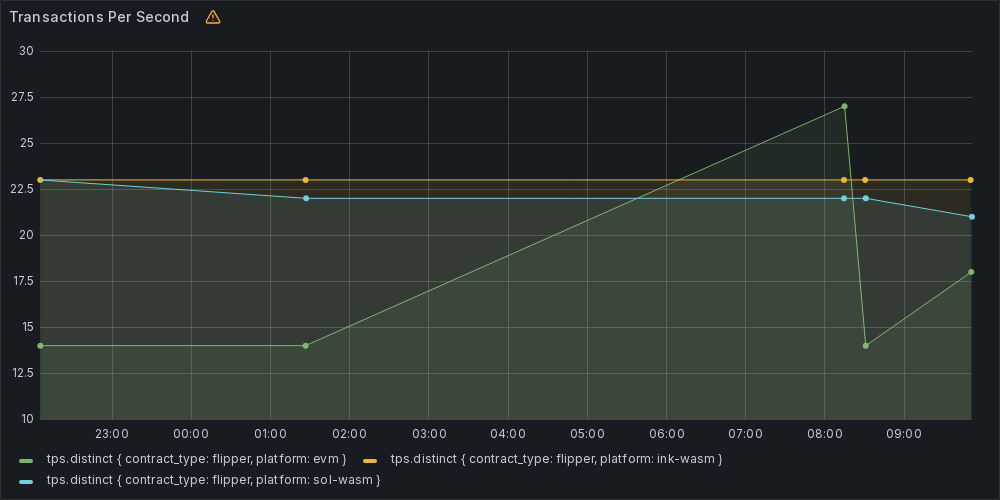 Transactions Per Second
30
27.5
25
22.5
20
17.5
15
12.5
10
23:00 00:00 01:00 02:00 03:00 04:00 05:00 06:00 07:00 08:00 09:00
tps.distinct { contract_type: flipper, platform: evm } tps.distinct { contract_type: flipper, platform: ink-wasm }
tps.distinct { contract_type: flipper, platform: sol-wasm }